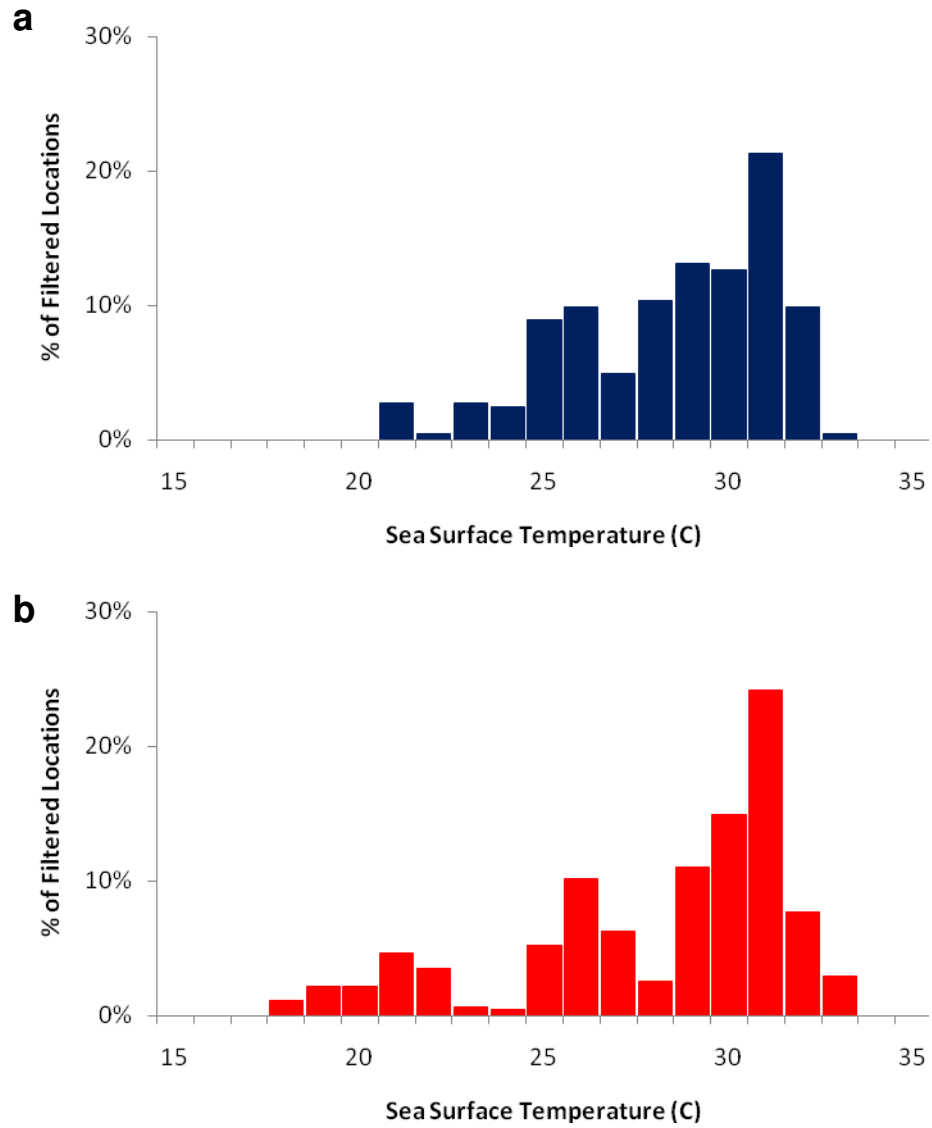 a
30%
20%
10%
0%
% of Filtered Locations
15 20 25 30 35
Sea Surface Temperature (C)
b
30%
20%
10%
0%
% of Filtered Locations
15 20 25 30 35
Sea Surface Temperature (C)